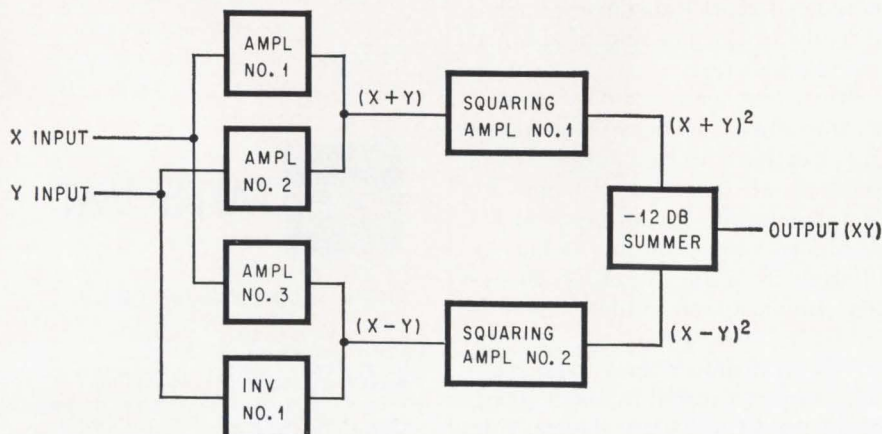 AMPL
NO. 1
(X+Y)
SQUARING
AMPL NO. 1
(X + Y)²
X INPUT
AMPL
NO. 2
Y INPUT
-12 DB
SUMMER
OUTPUT (XY)
AMPL
NO. 3
(X-Y)
SQUARING
AMPL NO. 2
(X-Y)²
INV
NO. 1